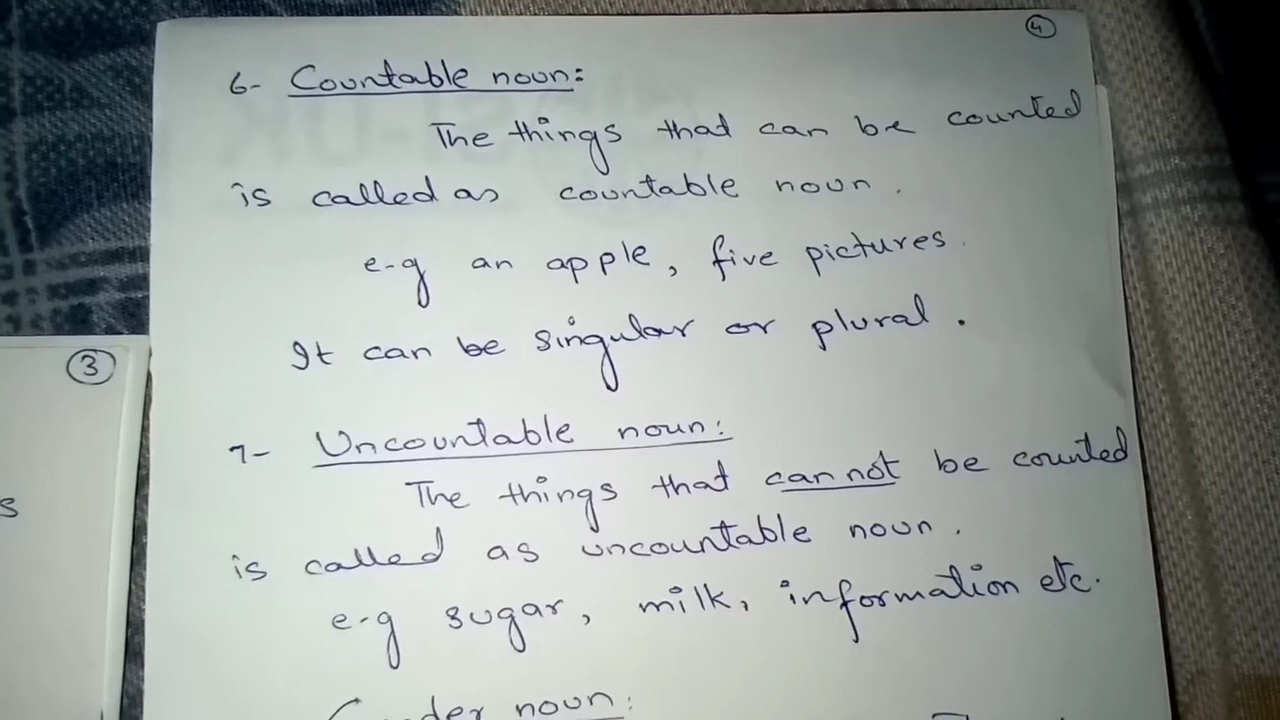 4
6- Countable noun:
The things that can be counted
is called as countable noun.
e-g an apple, five pictures.
It can be singular or plural.
3
7- Uncountable noun:
The things that cannot be counted
s
is called as uncountable noun.
e-g sugar, milk, information etc.
noun: